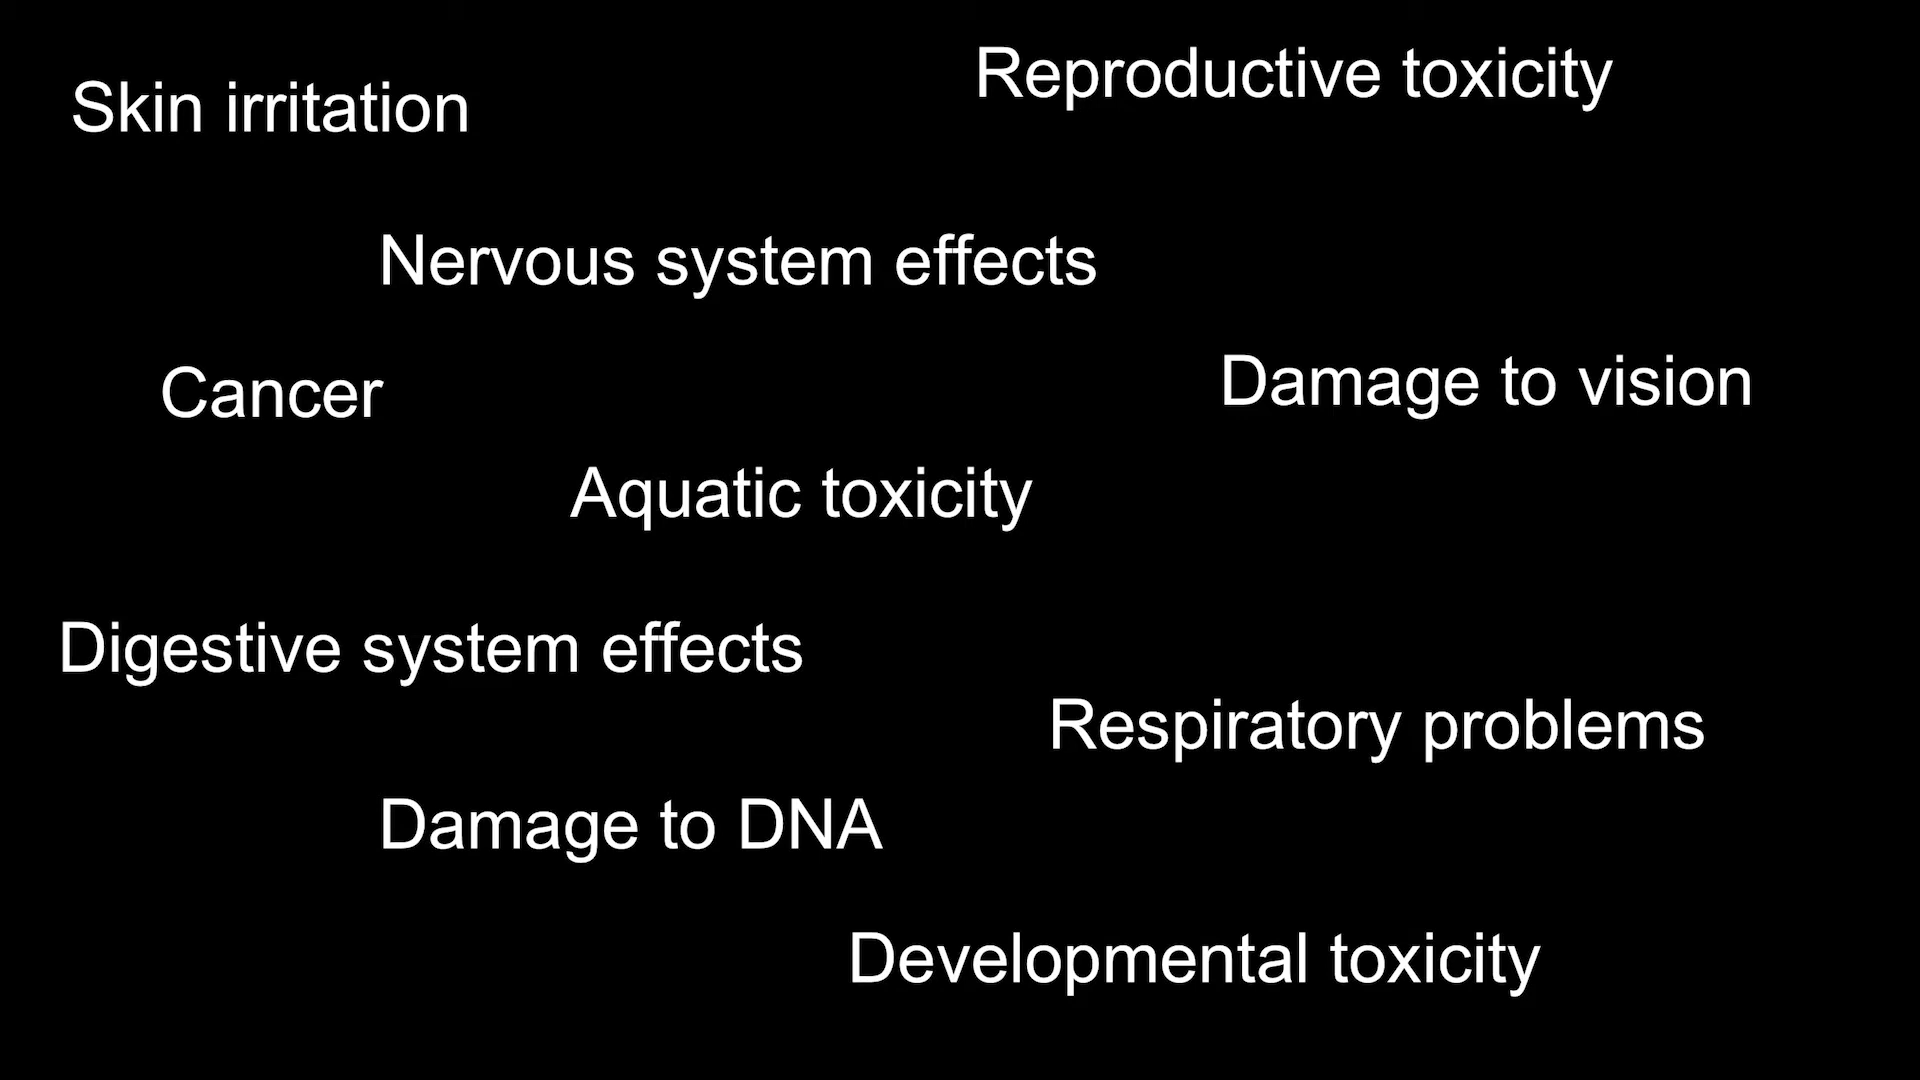 Reproductive toxicity
Skin irritation
Nervous system effects
Damage to vision
Cancer
Aquatic toxicity
Digestive system effects
Respiratory problems
Damage to DNA
Developmental toxicity